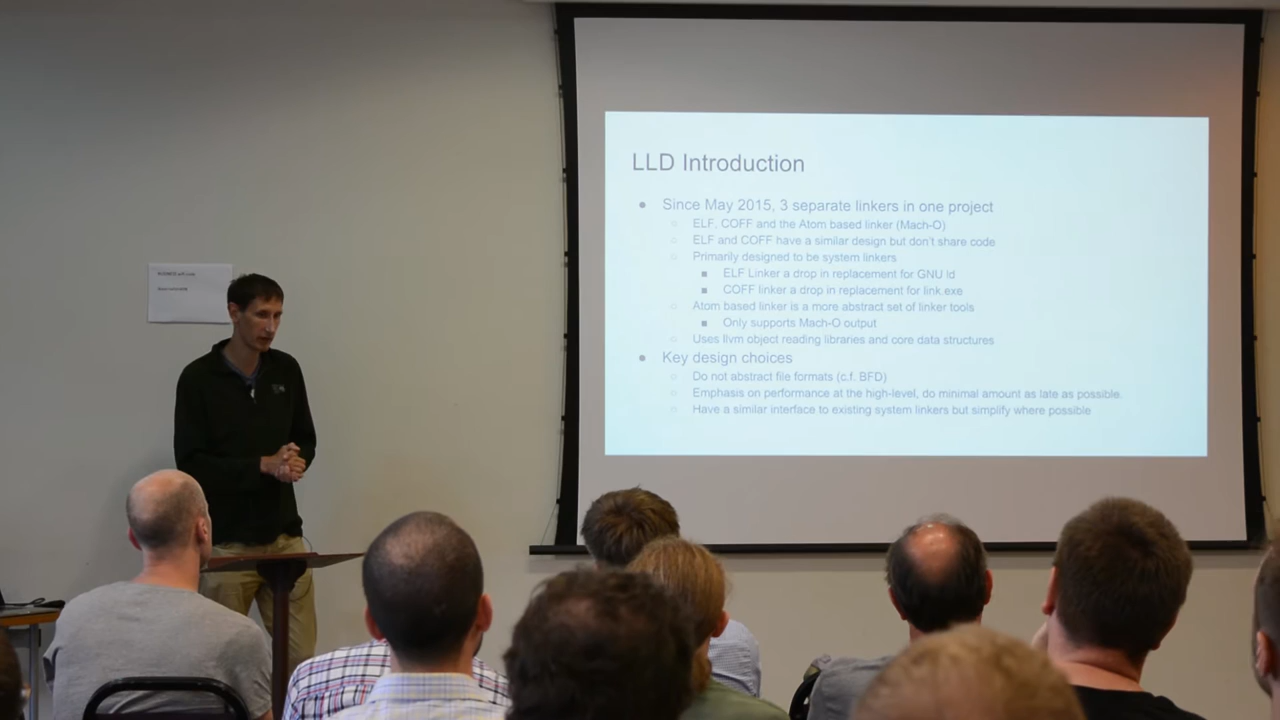 LLD Introduction
● Since May 2015, 3 separate linkers in one project
○ ELF, COFF and the Atom based linker (Mach-O)
○ ELF and COFF have a similar design but don't share code
○ Primarily designed to be system linkers
■ ELF Linker a drop in replacement for GNU ld
■ COFF linker a drop in replacement for link.exe
○ Atom based linker is a more abstract set of linker tools
■ Only supports Mach-O output
○ Uses llvm object reading libraries and core data structures
● Key design choices
○ Do not abstract file formats (c.f. BFD)
○ Emphasis on performance at the high-level, do minimal amount as late as possible.
○ Have a similar interface to existing system linkers but simplify where possible